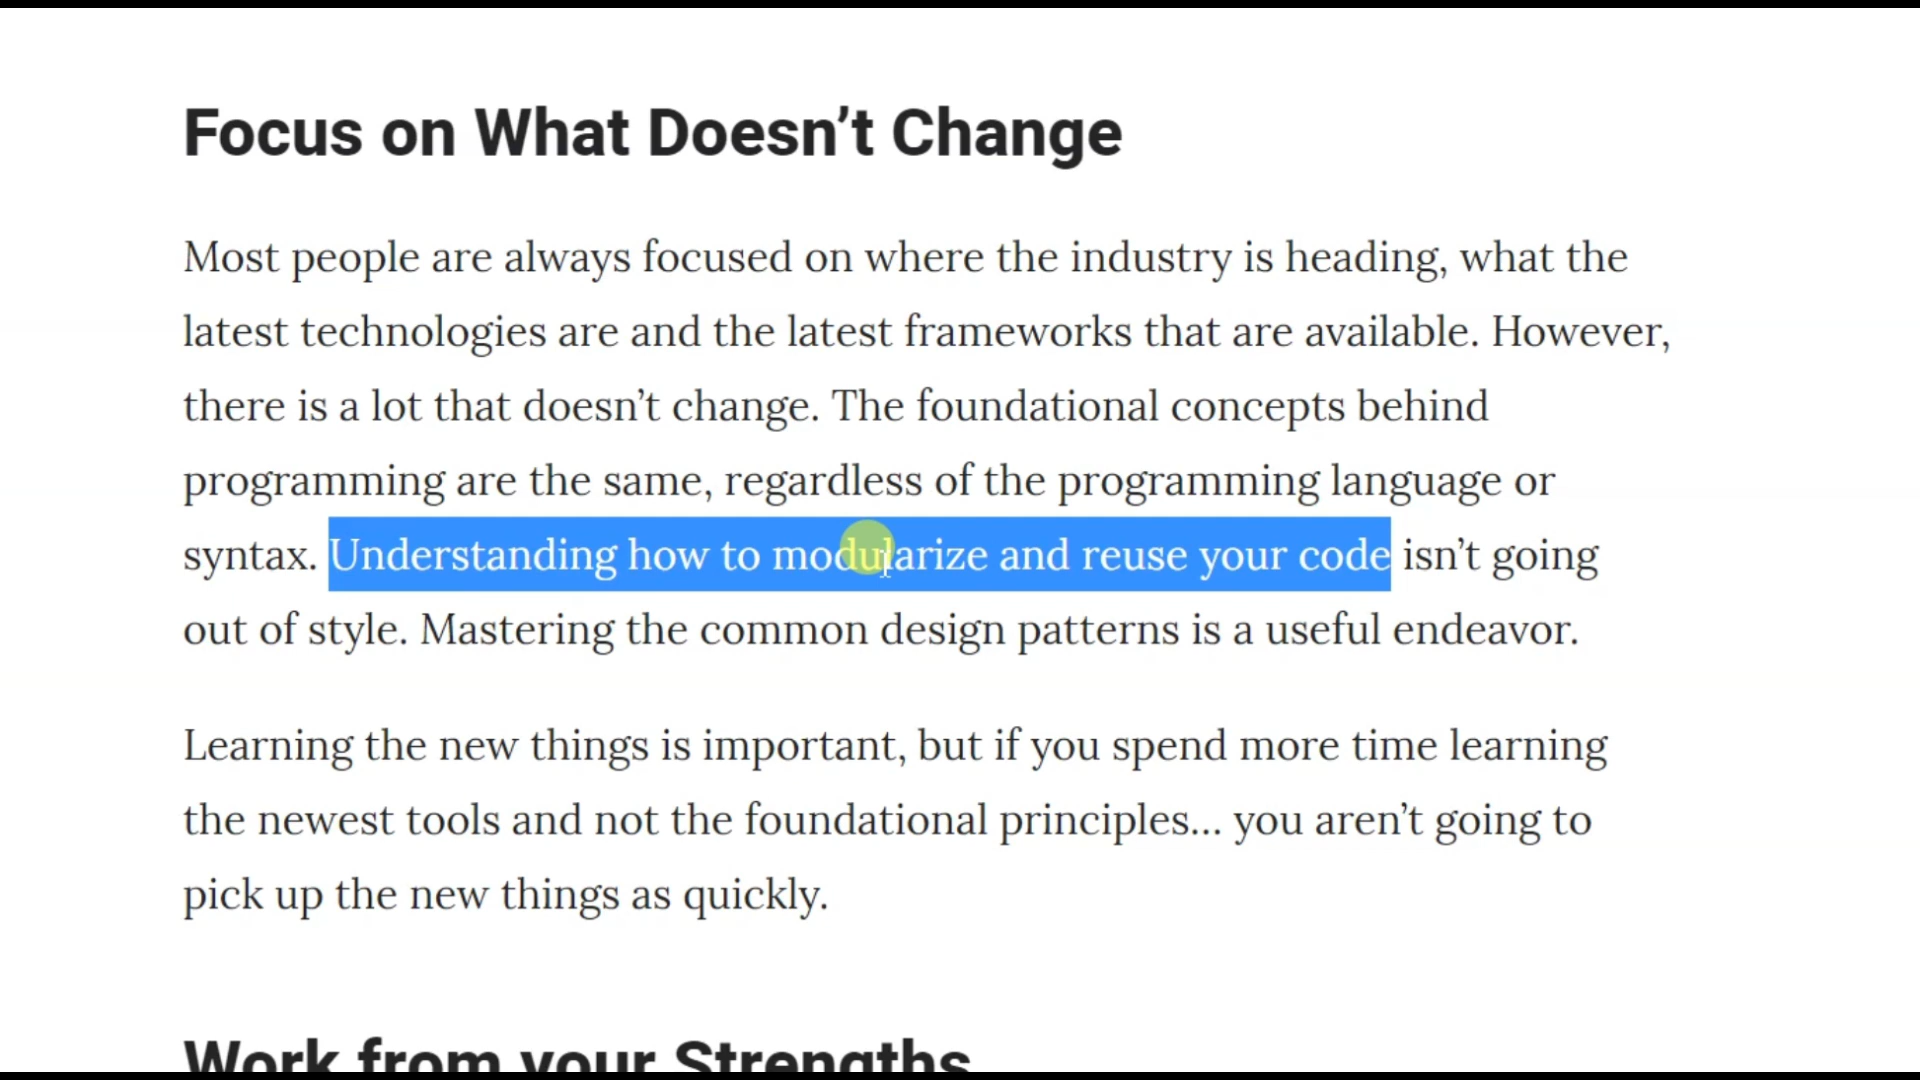 Focus on What Doesn’t Change
Most people are always focused on where the industry is heading, what the
latest technologies are and the latest frameworks that are available. However,
there is a lot that doesn’t change. The foundational concepts behind
programming are the same, regardless of the programming language or
syntax. Understanding how to modularize and reuse your code isn’t going
out of style. Mastering the common design patterns is a useful endeavor.
Learning the new things is important, but if you spend more time learning
the newest tools and not the foundational principles… you aren’t going to
pick up the new things as quickly.
Work from your Strengths